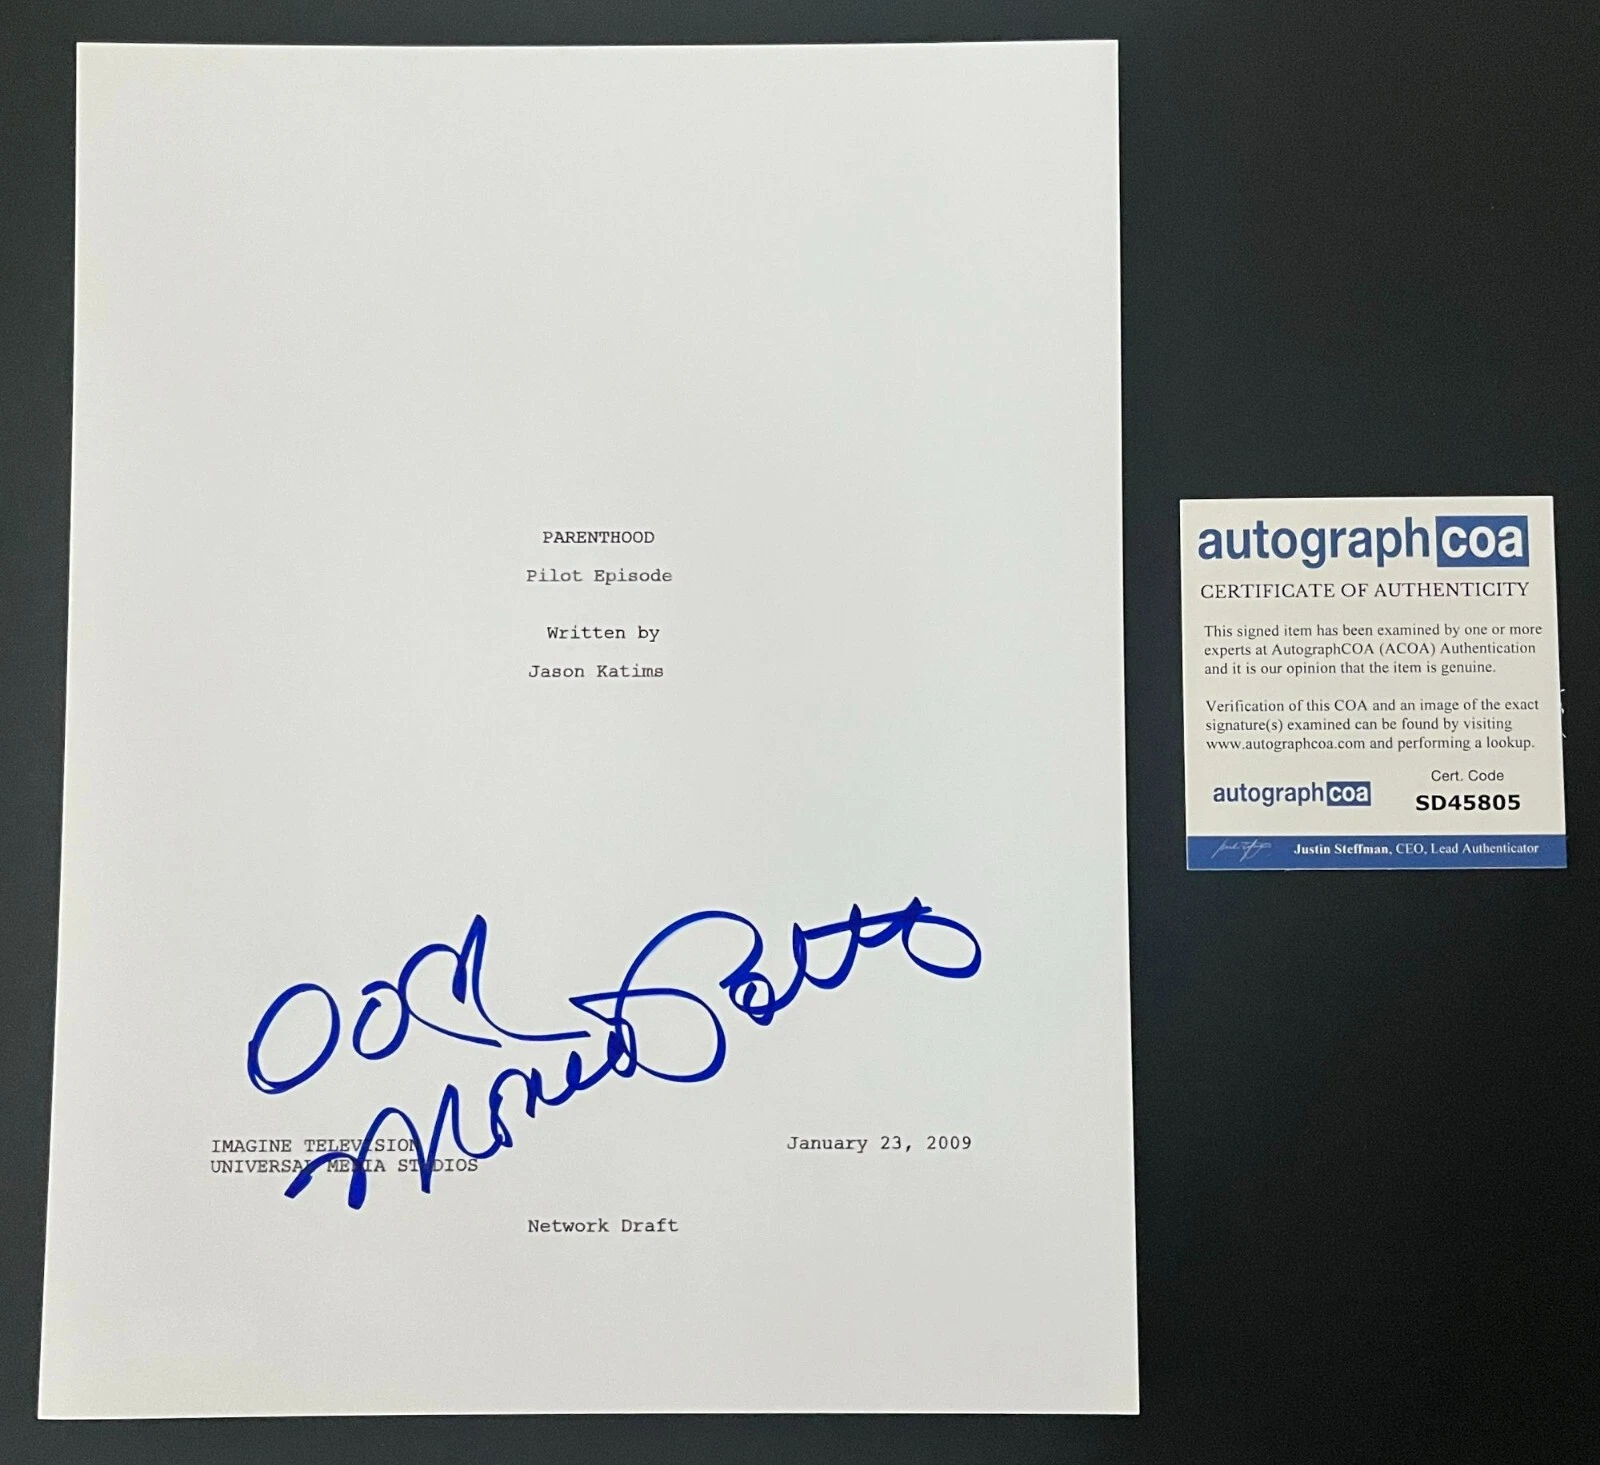 PARENTHOOD
Pilot Episode
Written by
Jason Katims
IMAGINE TELEVISION
UNIVERSAL MEDIA STUDIOS
January 23, 2009
Network Draft
autographcoa
CERTIFICATE OF AUTHENTICITY
This signed item has been examined by one or more
experts at AutographCOA (ACOA) Authentication
and it is our opinion that the item is genuine.
Verification of this COA and an image of the exact
signature(s) examined can be found by visiting
www.autographcoa.com and performing a lookup.
autographcoa
Cert. Code
SD45805
Justin Steffman, CEO, Lead Authenticator